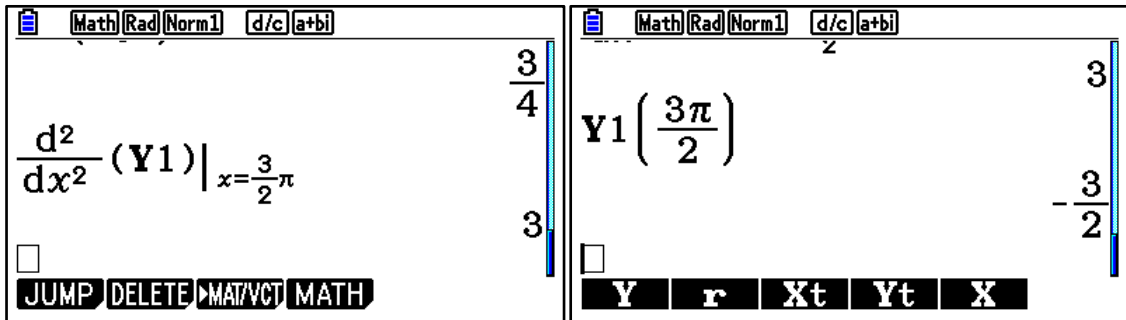 Math Rad Norm1 d/c a+bi
3/4
d²/dx² (Y1)|x=3/2π
3
JUMP DELETE ▶MAT/VCT MATH
Math Rad Norm1 d/c a+bi
2
3
Y1(3π/2)
-3/2
Y r Xt Yt X